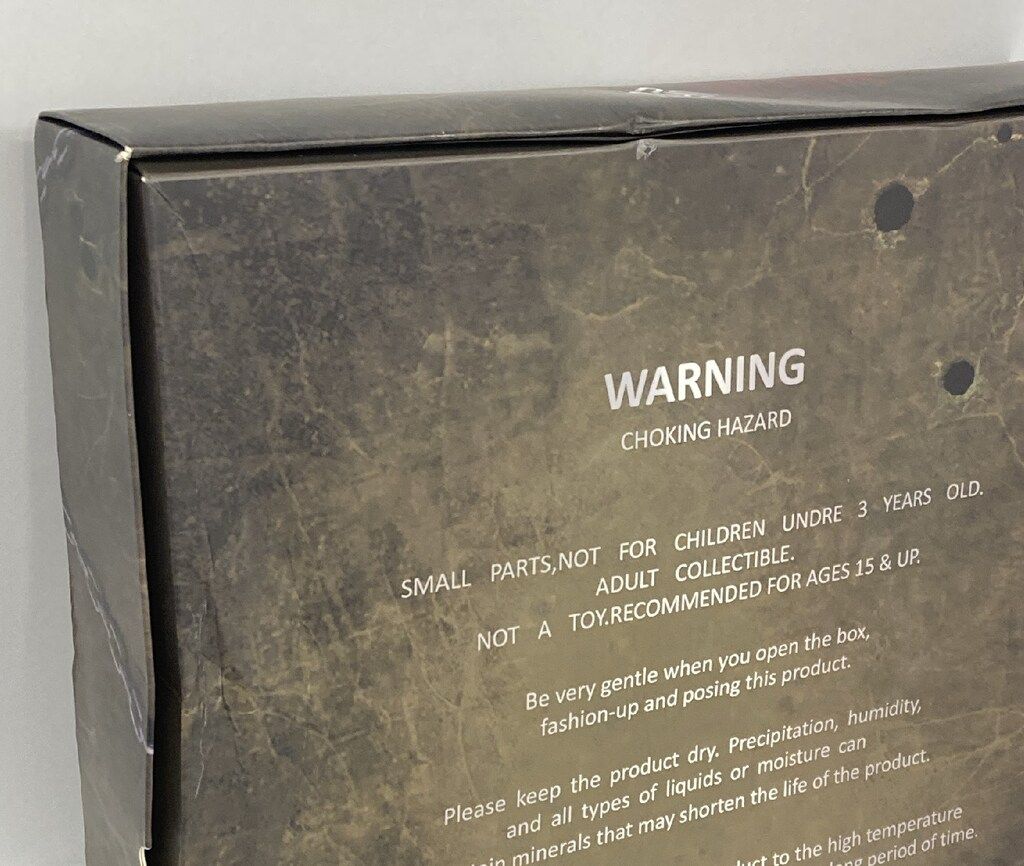 WARNING
CHOKING HAZARD
SMALL PARTS,NOT FOR CHILDREN UNDRE 3 YEARS OLD.
ADULT COLLECTIBLE.
NOT A TOY.RECOMMENDED FOR AGES 15 & UP.
Be very gentle when you open the box,
fashion-up and posing this product.
Please keep the product dry. Precipitation, humidity,
and all types of liquids or moisture can
minerals that may shorten the life of the product.
to the high temperature
period of time.